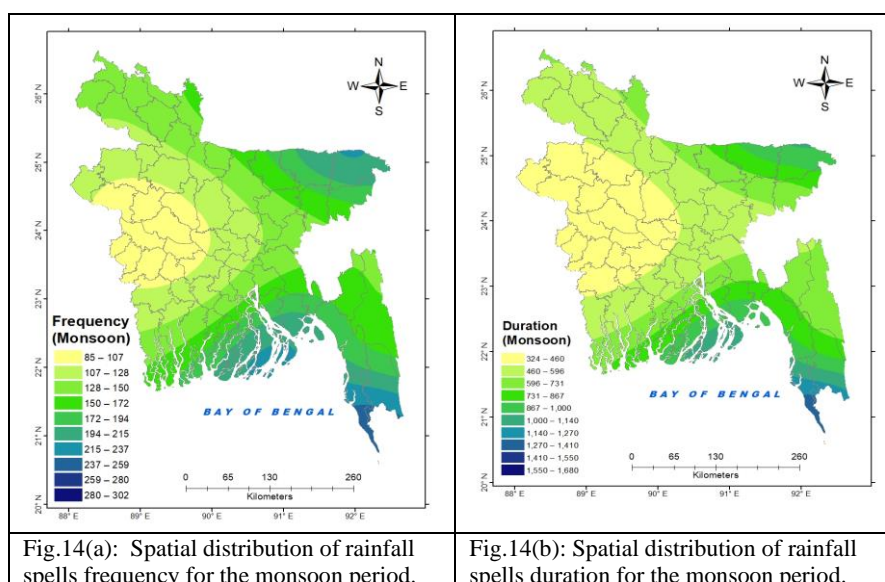 N
W E
S
26° N
25° N
24° N
23° N
22° N
21° N
20° N
Frequency
(Monsoon)
85 – 107
107 – 128
128 – 150
150 – 172
172 – 194
194 – 215
215 – 237
237 – 259
259 – 280
280 – 302
BAY OF BENGAL
0 65 130 260
Kilometers
88° E 89° E 90° E 91° E 92° E
N
W E
S
26° N
25° N
24° N
23° N
22° N
21° N
20° N
Duration
(Monsoon)
324 – 460
460 – 596
596 – 731
731 – 867
867 – 1,000
1,000 – 1,140
1,140 – 1,270
1,270 – 1,410
1,410 – 1,550
1,550 – 1,680
BAY OF BENGAL
0 65 130 260
Kilometers
88° E 89° E 90° E 91° E 92° E
Fig.14(a): Spatial distribution of rainfall
spells frequency for the monsoon period.
Fig.14(b): Spatial distribution of rainfall
spells duration for the monsoon period.